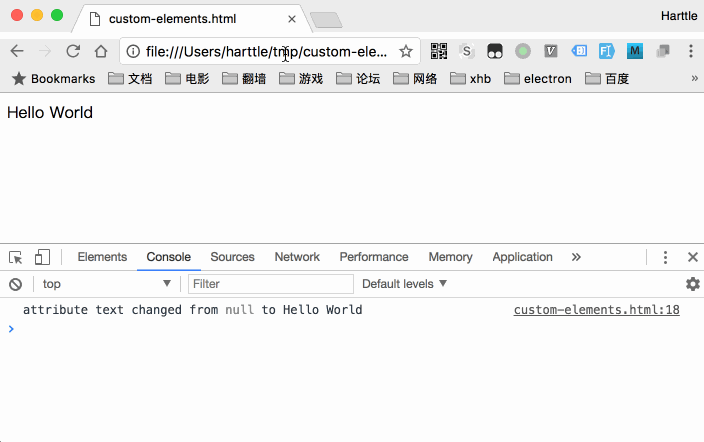 custom-elements.html
Harttle
file:///Users/harttle/tmp/custom-ele...
S
V
F
M
Bookmarks 文档 电影 翻墙 游戏 论坛 网络 xhb electron 百度 »
Hello World
Elements Console Sources Network Performance Memory Application »
top Filter Default levels
attribute text changed from null to Hello World custom-elements.html:18